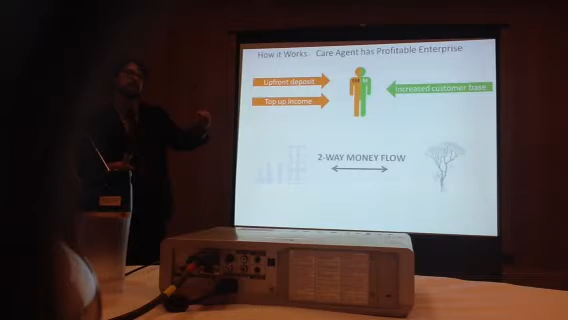 How it Works   Care Agent has Profitable Enterprise
Upfront deposit
Top up income
Increased customer base
2-WAY MONEY FLOW